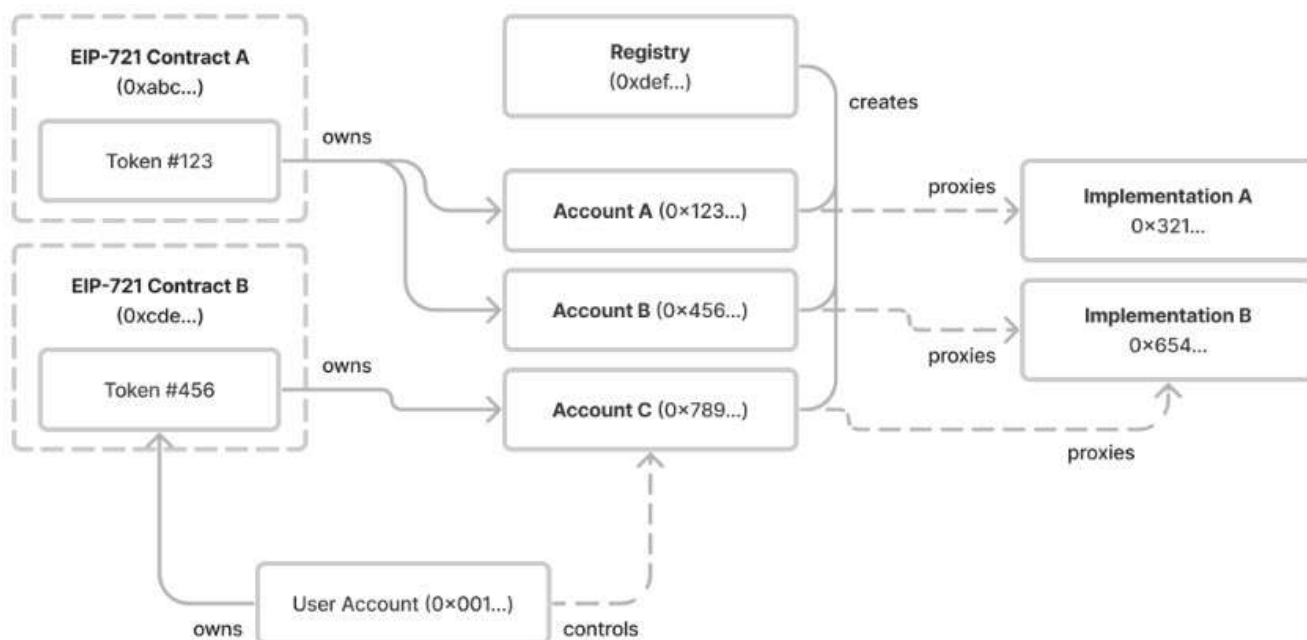 EIP-721 Contract A
(0xabc...)
Token #123
owns
Registry
(0xdef...)
creates
Account A (0×123...)
proxies
Implementation A
0×321...
EIP-721 Contract B
(0xcde...)
Token #456
owns
Account B (0×456...)
proxies
Implementation B
0×654...
Account C (0×789...)
proxies
User Account (0×001...)
owns
controls